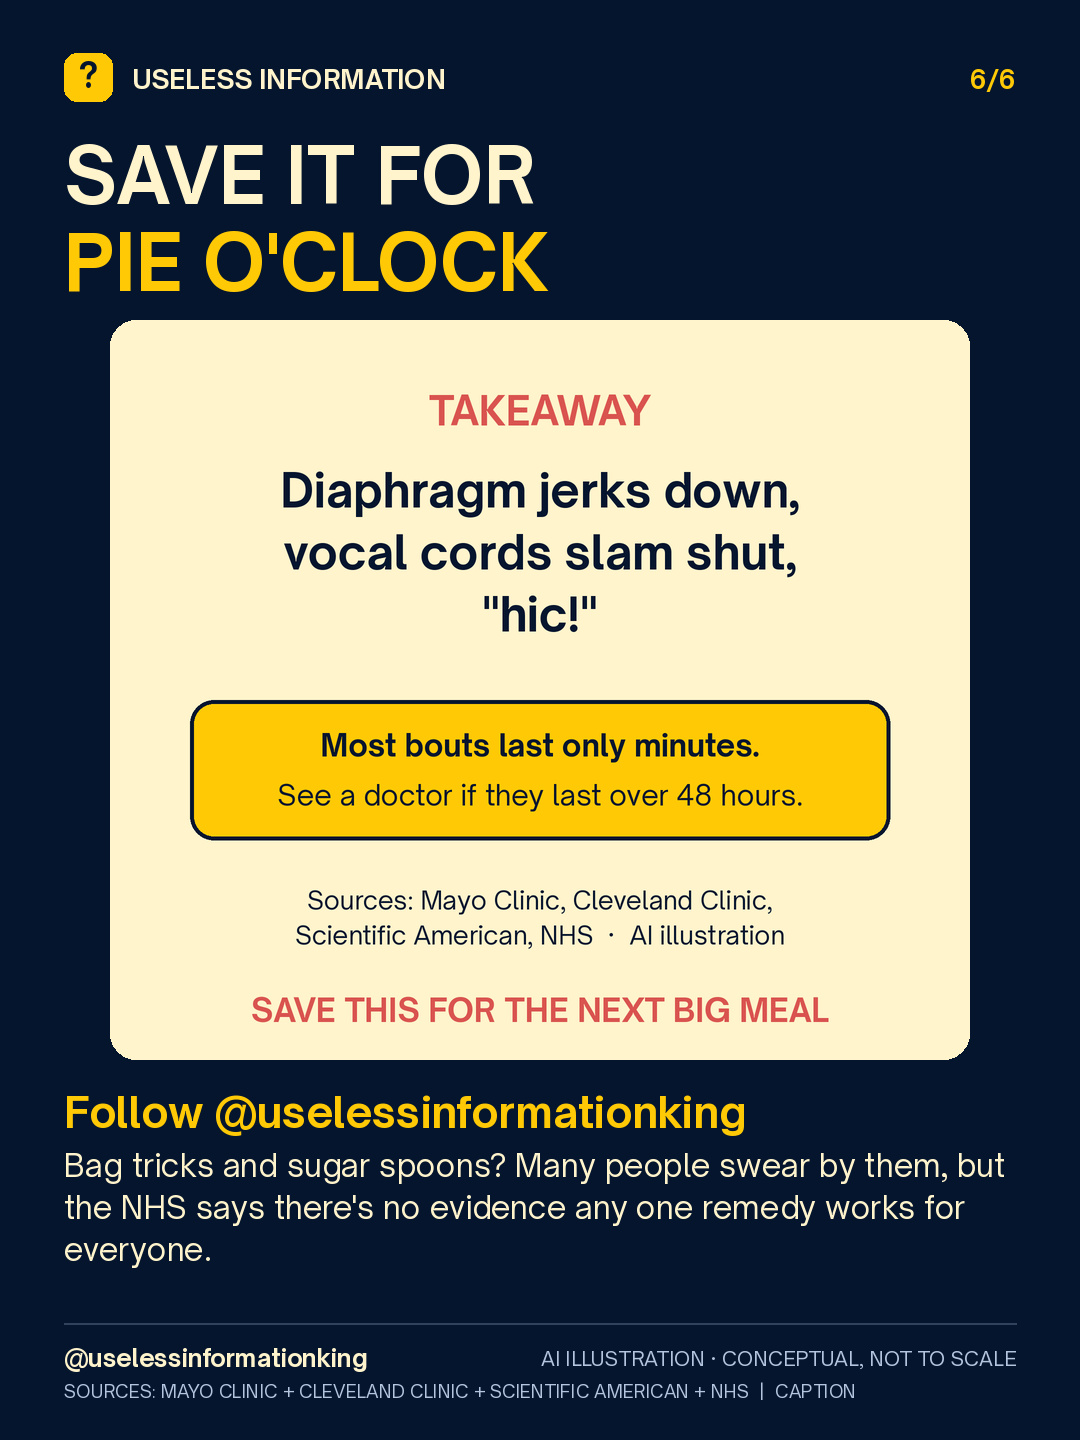 ?
USELESS INFORMATION
6/6
SAVE IT FOR
PIE O'CLOCK
TAKEAWAY
Diaphragm jerks down,
vocal cords slam shut,
"hic!"
Most bouts last only minutes.
See a doctor if they last over 48 hours.
Sources: Mayo Clinic, Cleveland Clinic,
Scientific American, NHS · AI illustration
SAVE THIS FOR THE NEXT BIG MEAL
Follow @uselessinformationking
Bag tricks and sugar spoons? Many people swear by them, but
the NHS says there's no evidence any one remedy works for
everyone.
@uselessinformationking
AI ILLUSTRATION · CONCEPTUAL, NOT TO SCALE
SOURCES: MAYO CLINIC + CLEVELAND CLINIC + SCIENTIFIC AMERICAN + NHS | CAPTION